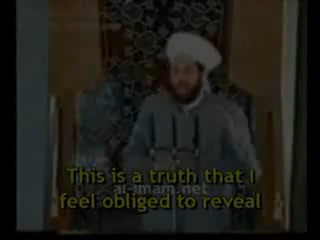 This is a truth that I
al-imam.net
feel obliged to reveal